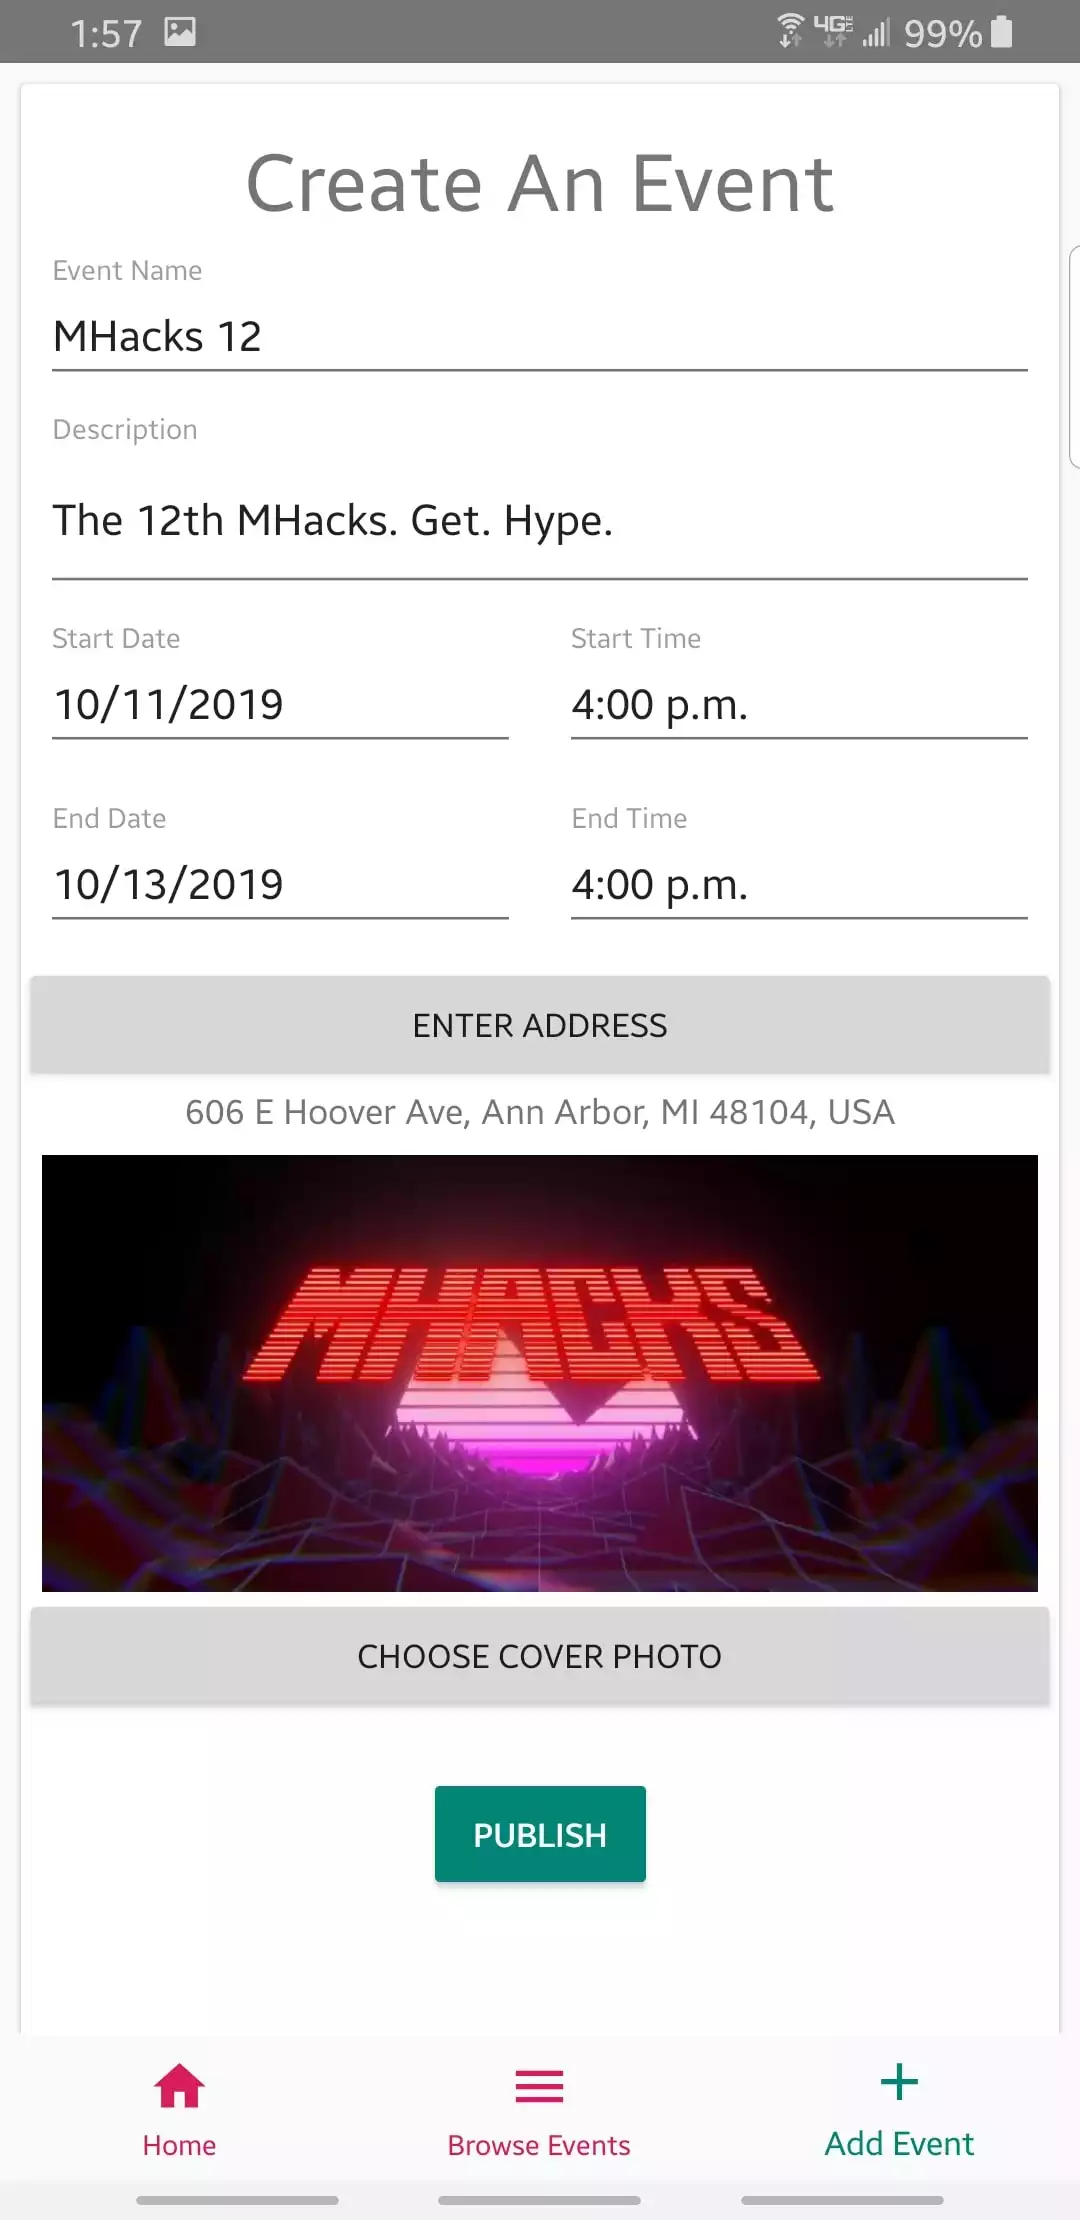 1:57 4G LTE 99%
Create An Event
Event Name
MHacks 12
Description
The 12th MHacks. Get. Hype.
Start Date Start Time
10/11/2019 4:00 p.m.
End Date End Time
10/13/2019 4:00 p.m.
ENTER ADDRESS
606 E Hoover Ave, Ann Arbor, MI 48104, USA
MHACKS
CHOOSE COVER PHOTO
PUBLISH
Home Browse Events Add Event